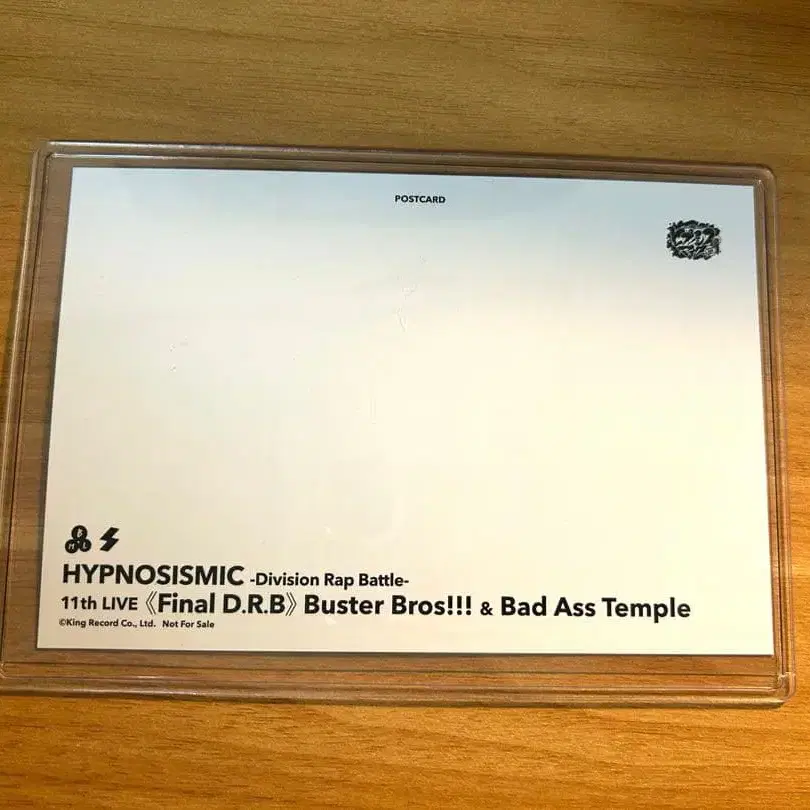 POSTCARD
HYPNOSISMIC -Division Rap Battle-
11th LIVE 《Final D.R.B》 Buster Bros!!! & Bad Ass Temple
©King Record Co., Ltd. Not For Sale